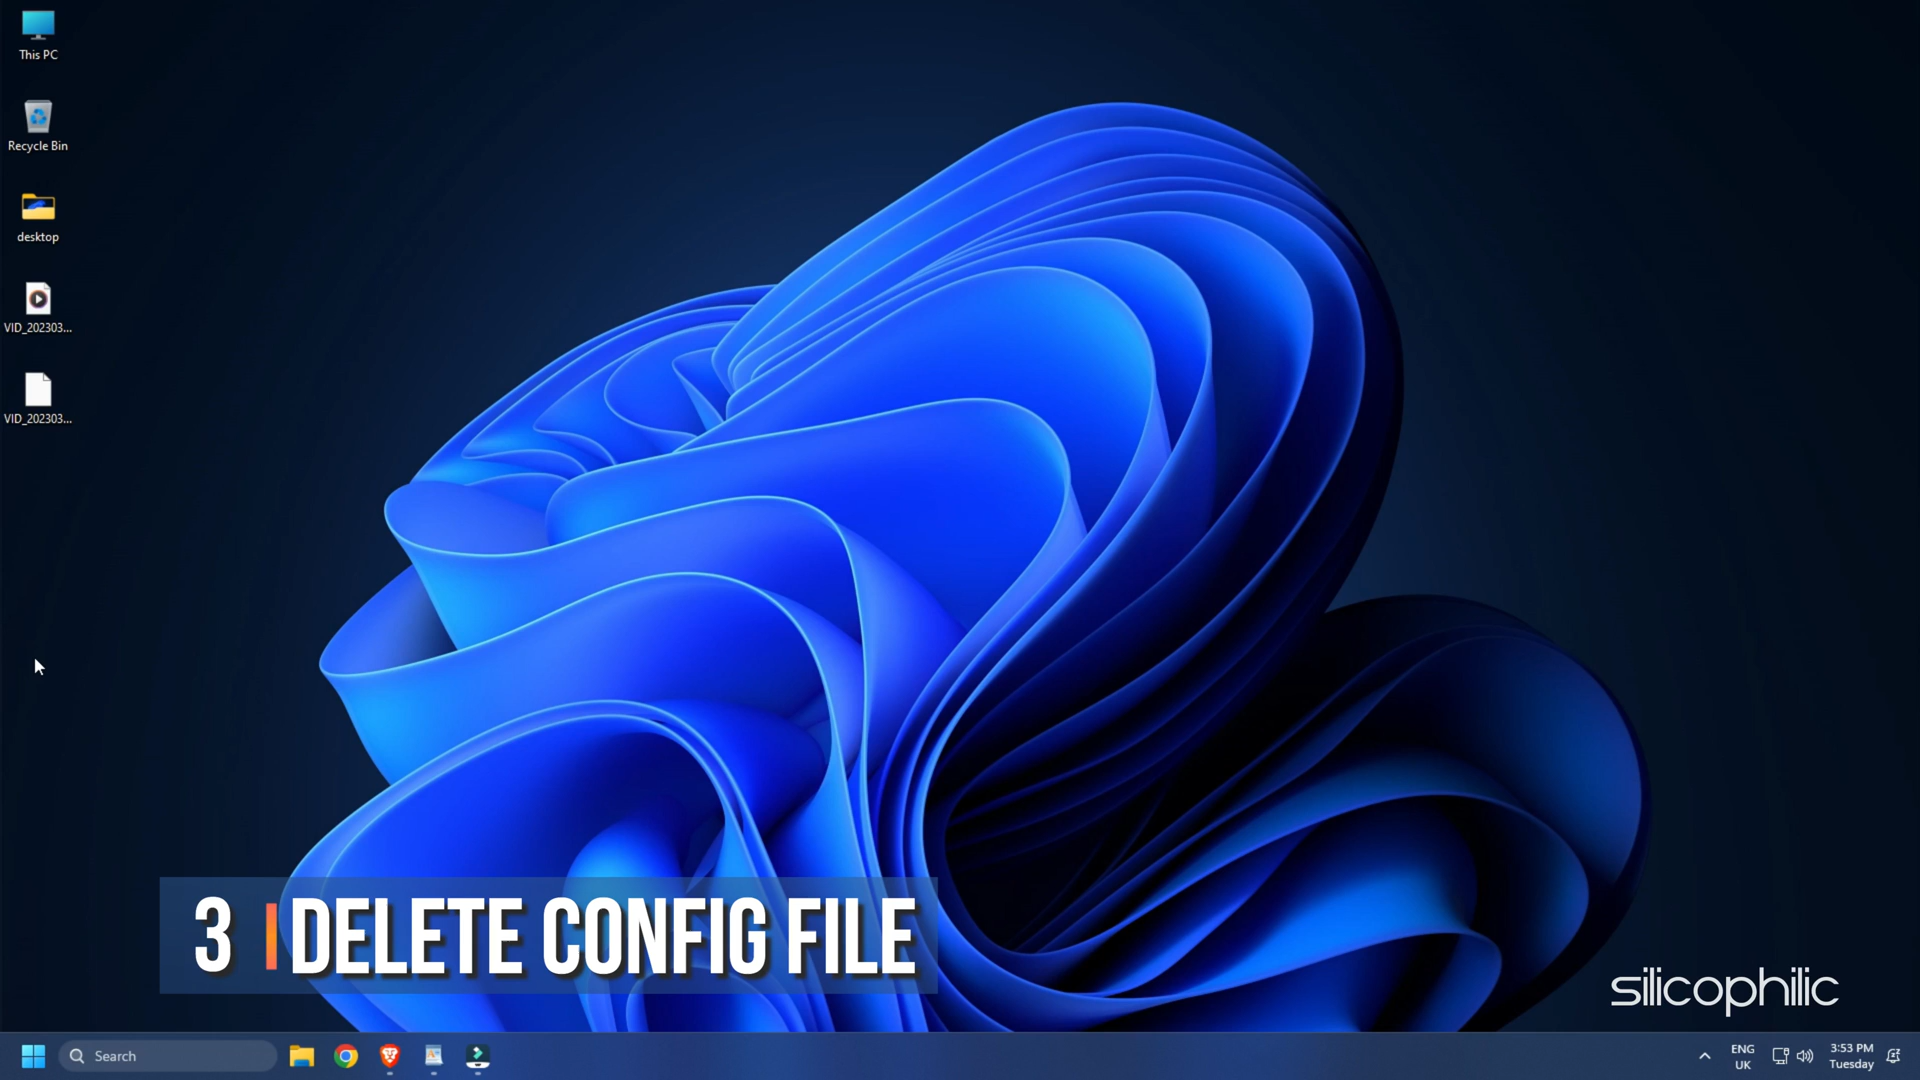 This PC
Recycle Bin
desktop
VID_202303...
VID_202303...
3 DELETE CONFIG FILE
silicophilic
Search
ENG
UK
3:53 PM
Tuesday